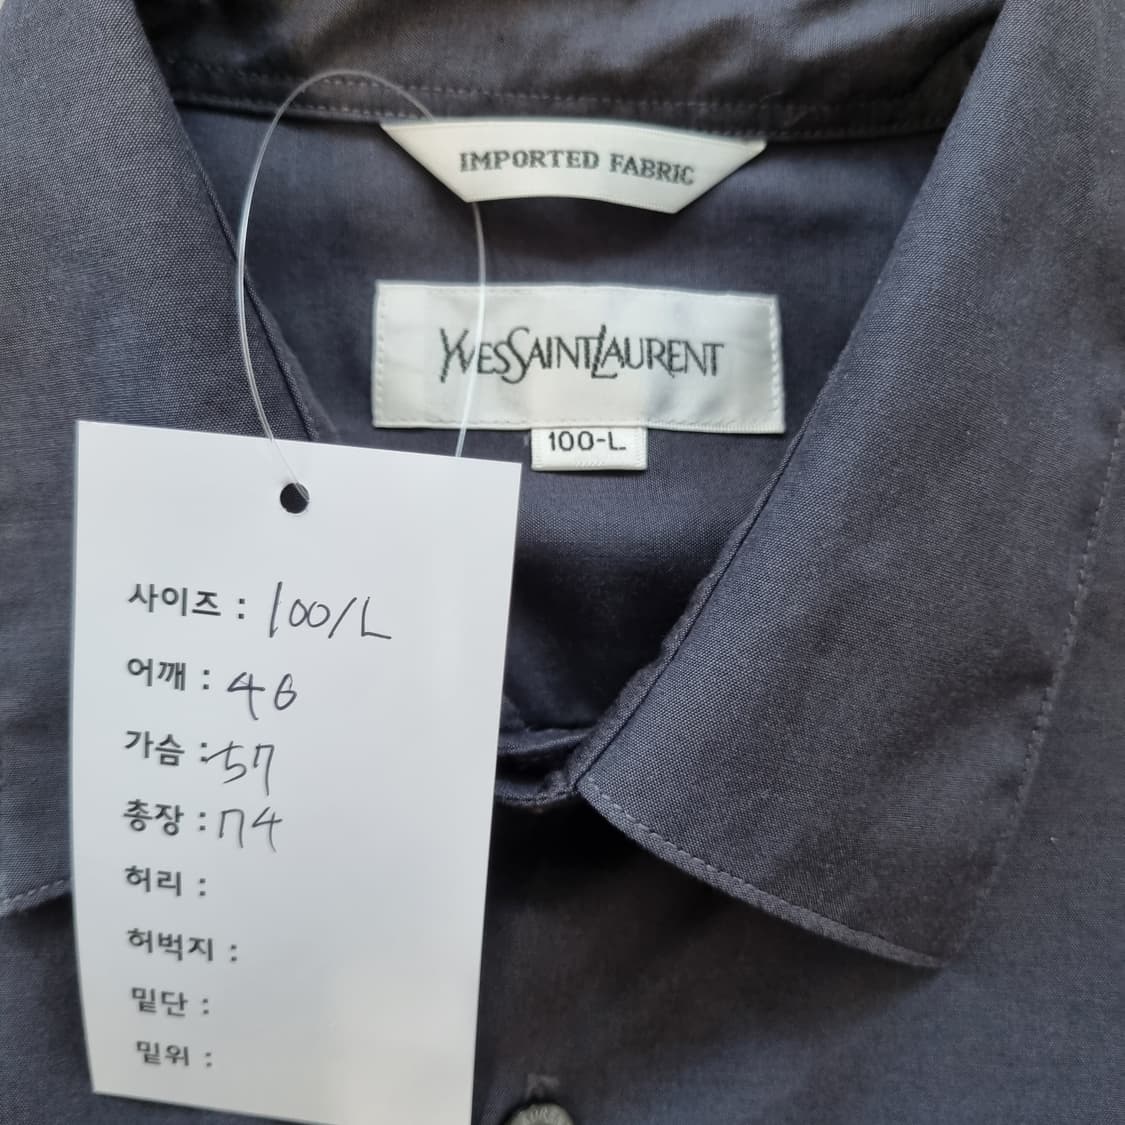 IMPORTED FABRIC
YVESSAINTLAURENT
100-L
사이즈 : 100/L
어깨 : 46
가슴 : 57
총장 : 74
허리 :
허벅지 :
밑단 :
밑위 :